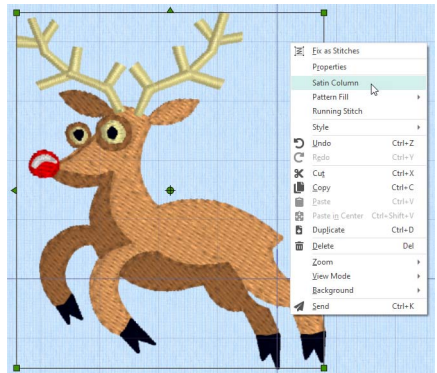 Fix as Stitches
Properties
Satin Column
Pattern Fill
Running Stitch
Style
Undo Ctrl+Z
Redo Ctrl+Y
Cut Ctrl+X
Copy Ctrl+C
Paste Ctrl+V
Paste in Center Ctrl+Shift+V
Duplicate Ctrl+D
Delete Del
Zoom
View Mode
Background
Send Ctrl+K